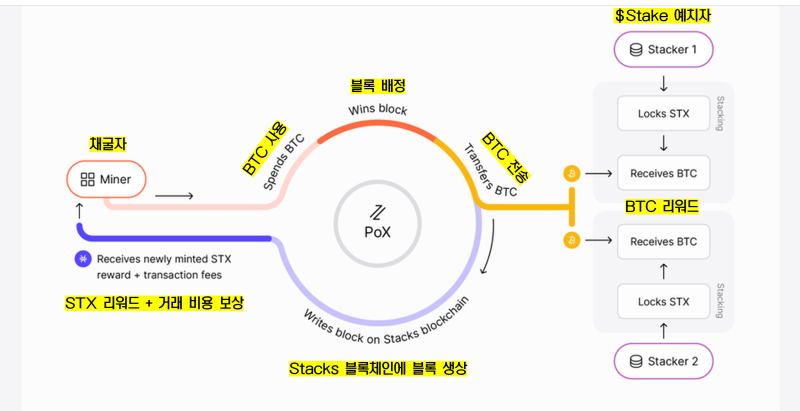 $Stake 예치자
Stacker 1
블록 배정
Wins block
Locks STX
Stacking
채굴자
BTC 사용
Spends BTC
BTC 전송
Transfers BTC
Miner
Receives BTC
BTC 리워드
PoX
Receives BTC
Receives newly minted STX
reward + transaction fees
STX 리워드 + 거래 비용 보상
Locks STX
Stacking
Writes block on Stacks blockchain
Stacks 블록체인에 블록 생상
Stacker 2